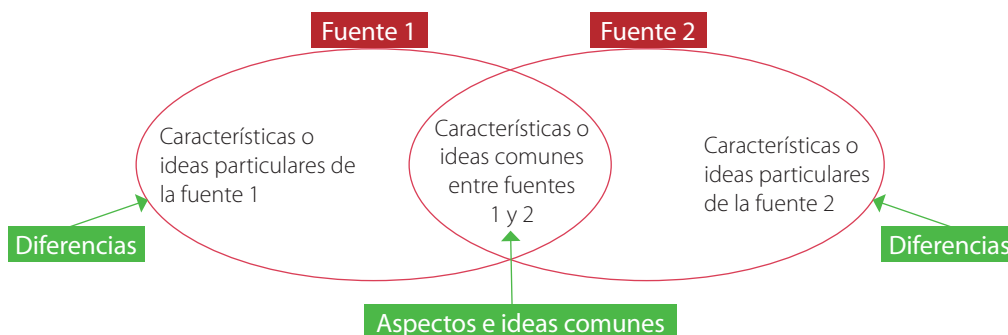 Fuente 1
Fuente 2
Características o
ideas particulares de
la fuente 1
Características o
ideas comunes
entre fuentes
1 y 2
Características o
ideas particulares
de la fuente 2
Diferencias
Diferencias
Aspectos e ideas comunes